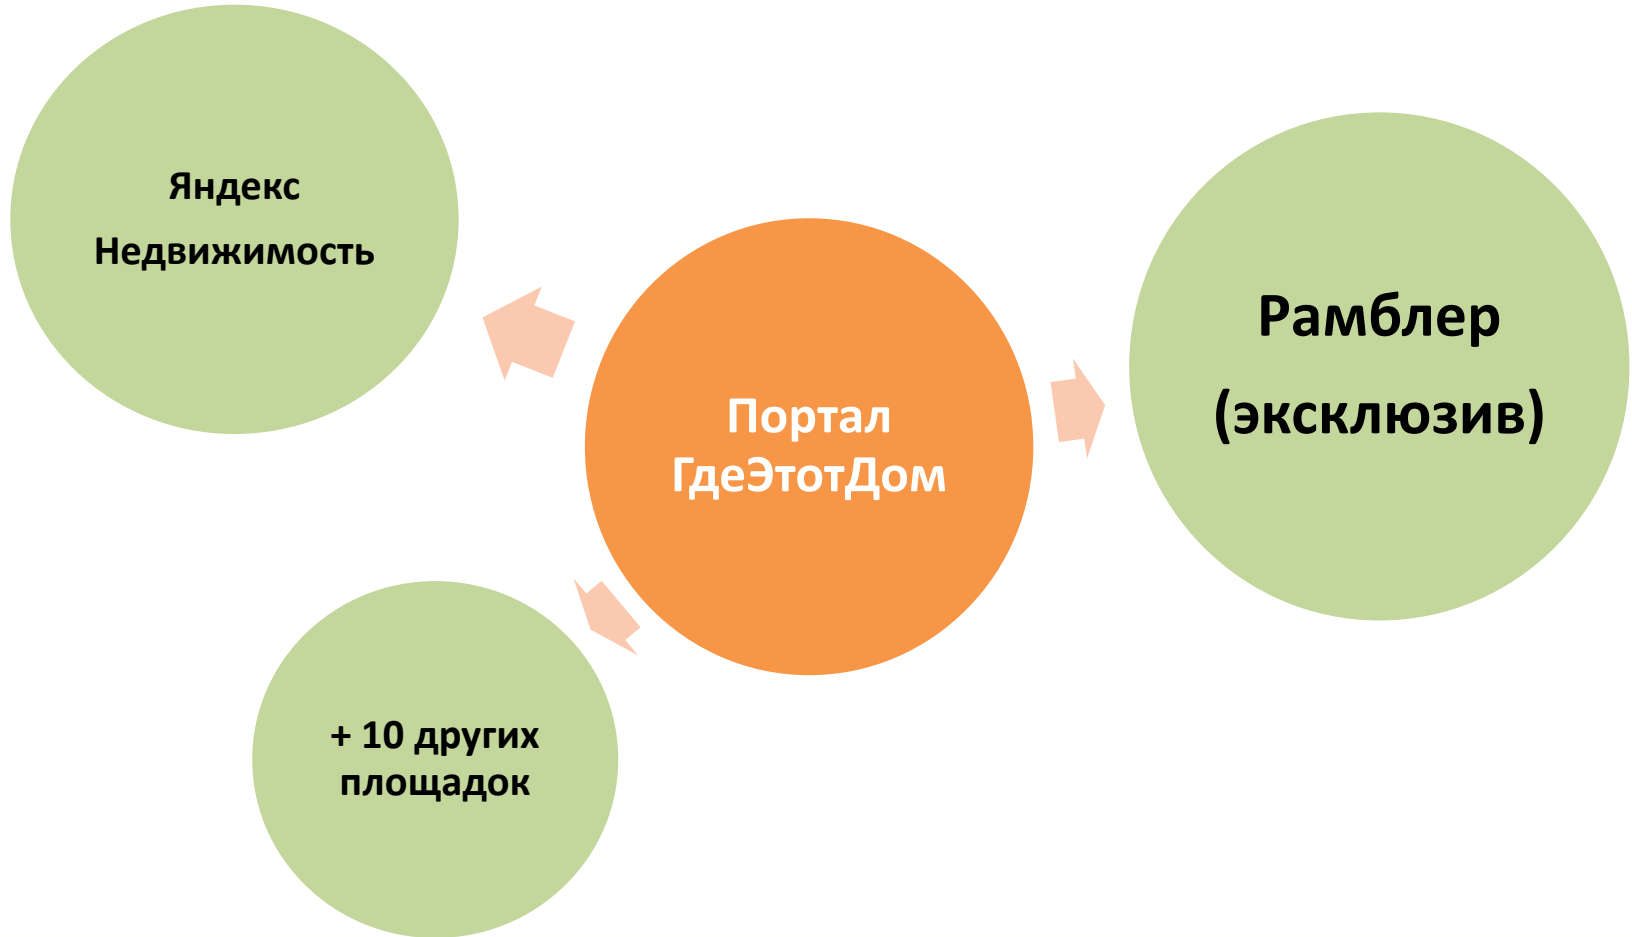 Яндекс
Недвижимость
Рамблер
(эксклюзив)
Портал
ГдеЭтотДом
+ 10 других
площадок